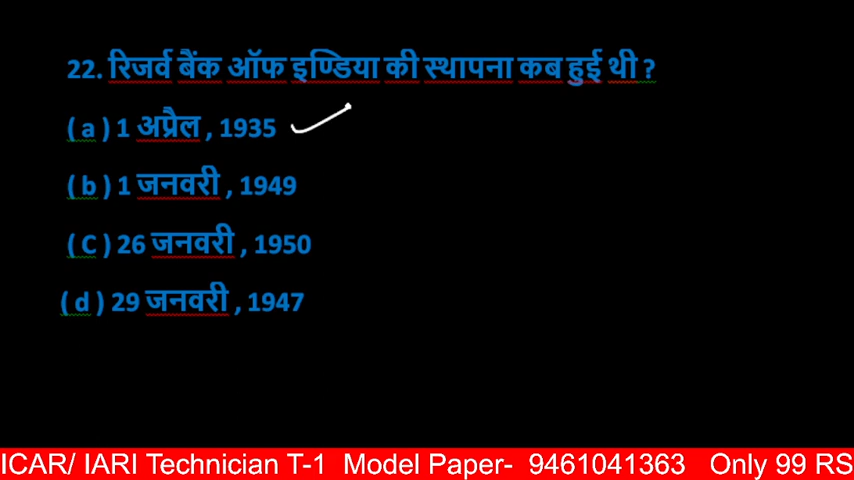 22. रिजर्व बैंक ऑफ इण्डिया की स्थापना कब हुई थी ?
( a ) 1 अप्रैल , 1935
( b ) 1 जनवरी , 1949
( C ) 26 जनवरी , 1950
( d ) 29 जनवरी , 1947
ICAR/ IARI Technician T-1 Model Paper- 9461041363 Only 99 RS